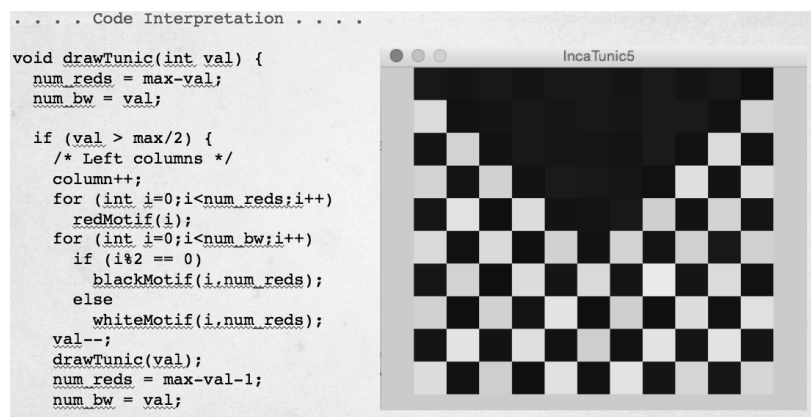 . . . . Code Interpretation . . . .
void drawTunic(int val) {
num_reds = max-val;
num_bw = val;
if (val > max/2) {
/* Left columns */
column++;
for (int i=0;i<num_reds;i++)
redMotif(i);
for (int i=0;i<num_bw;i++)
if (i%2 == 0)
blackMotif(i,num_reds);
else
whiteMotif(i,num_reds);
val--;
drawTunic(val);
num_reds = max-val-1;
num_bw = val;
IncaTunic5